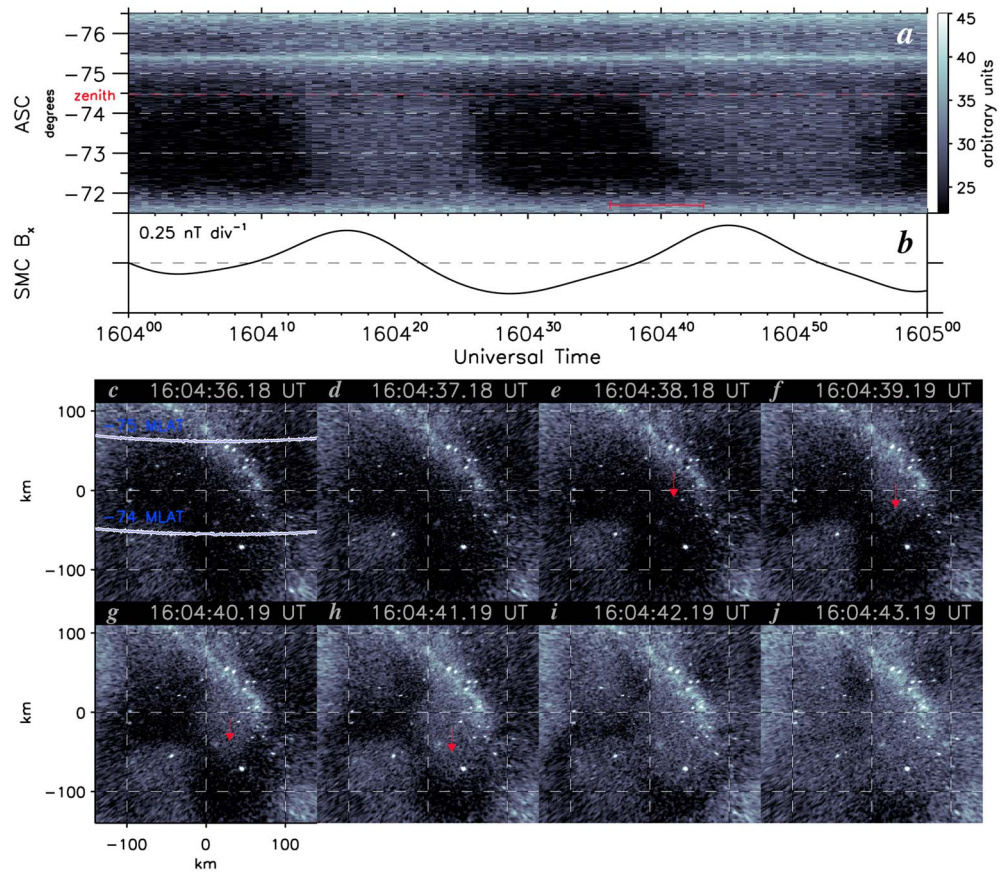 a
-76
-75
zenith
-74
-73
-72
ASC
degrees
45
40
35
30
25
arbitrary units
0.25 nT div⁻¹
b
SMC Bₓ
1604⁰⁰ 1604¹⁰ 1604²⁰ 1604³⁰ 1604⁴⁰ 1604⁵⁰ 1605⁰⁰
Universal Time
c 16:04:36.18 UT d 16:04:37.18 UT e 16:04:38.18 UT f 16:04:39.19 UT
100
-75 MLAT
0
km
-74 MLAT
-100
g 16:04:40.19 UT h 16:04:41.19 UT i 16:04:42.19 UT j 16:04:43.19 UT
100
0
km
-100
-100 0 100
km